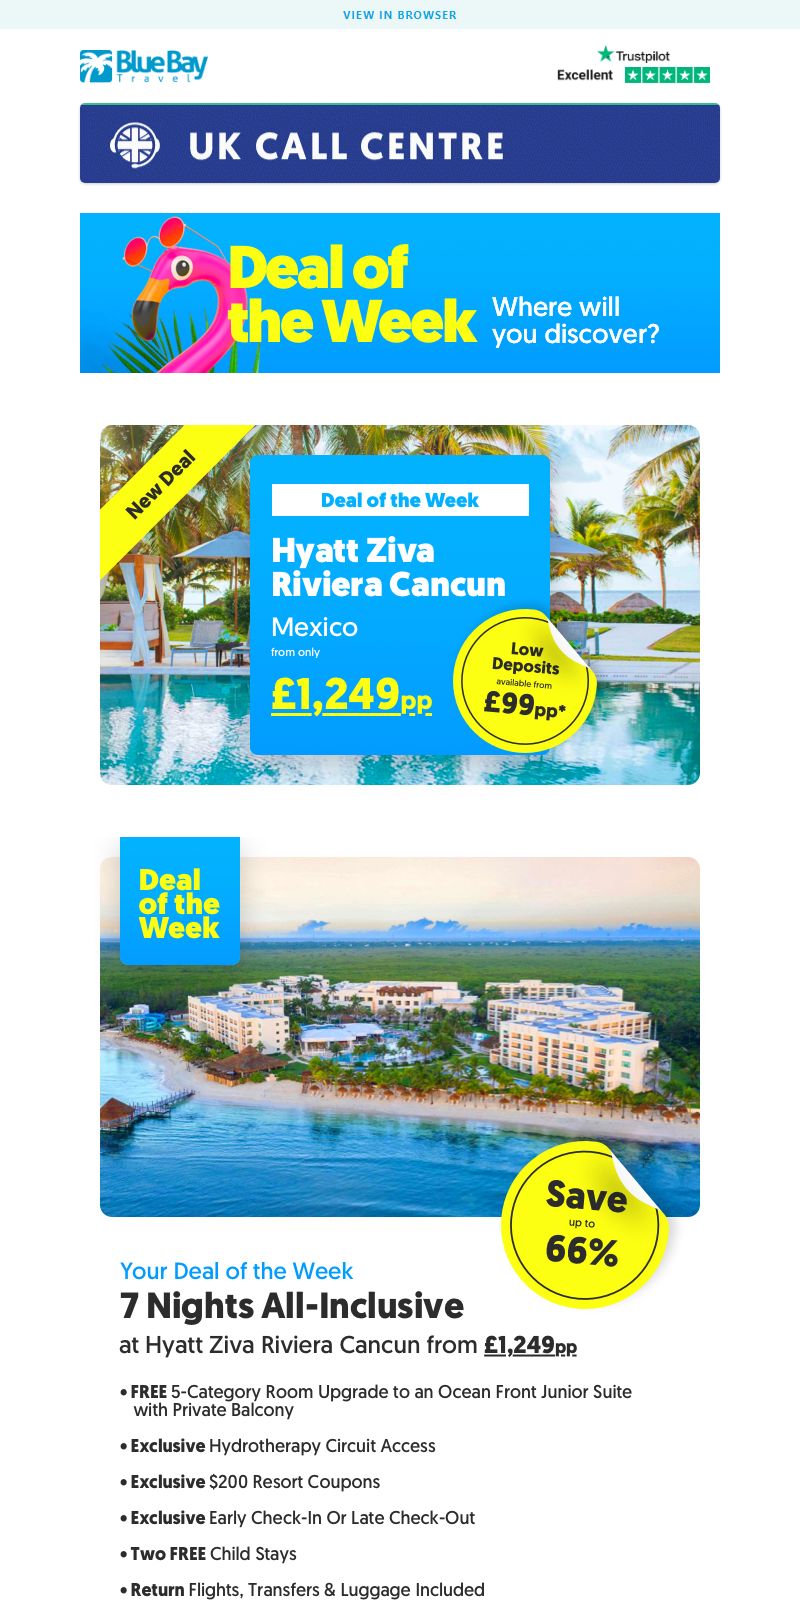 VIEW IN BROWSER
Blue Bay
Travel
Trustpilot
Excellent
UK CALL CENTRE
Deal of
the Week
Where will
you discover?
New Deal
Deal of the Week
Hyatt Ziva
Riviera Cancun
Mexico
from only
£1,249pp
Low
Deposits
available from
£99pp*
Deal
of the
Week
Save
up to
66%
Your Deal of the Week
7 Nights All-Inclusive
at Hyatt Ziva Riviera Cancun from £1,249pp
• FREE 5-Category Room Upgrade to an Ocean Front Junior Suite
with Private Balcony
• Exclusive Hydrotherapy Circuit Access
• Exclusive $200 Resort Coupons
• Exclusive Early Check-In Or Late Check-Out
• Two FREE Child Stays
• Return Flights, Transfers & Luggage Included